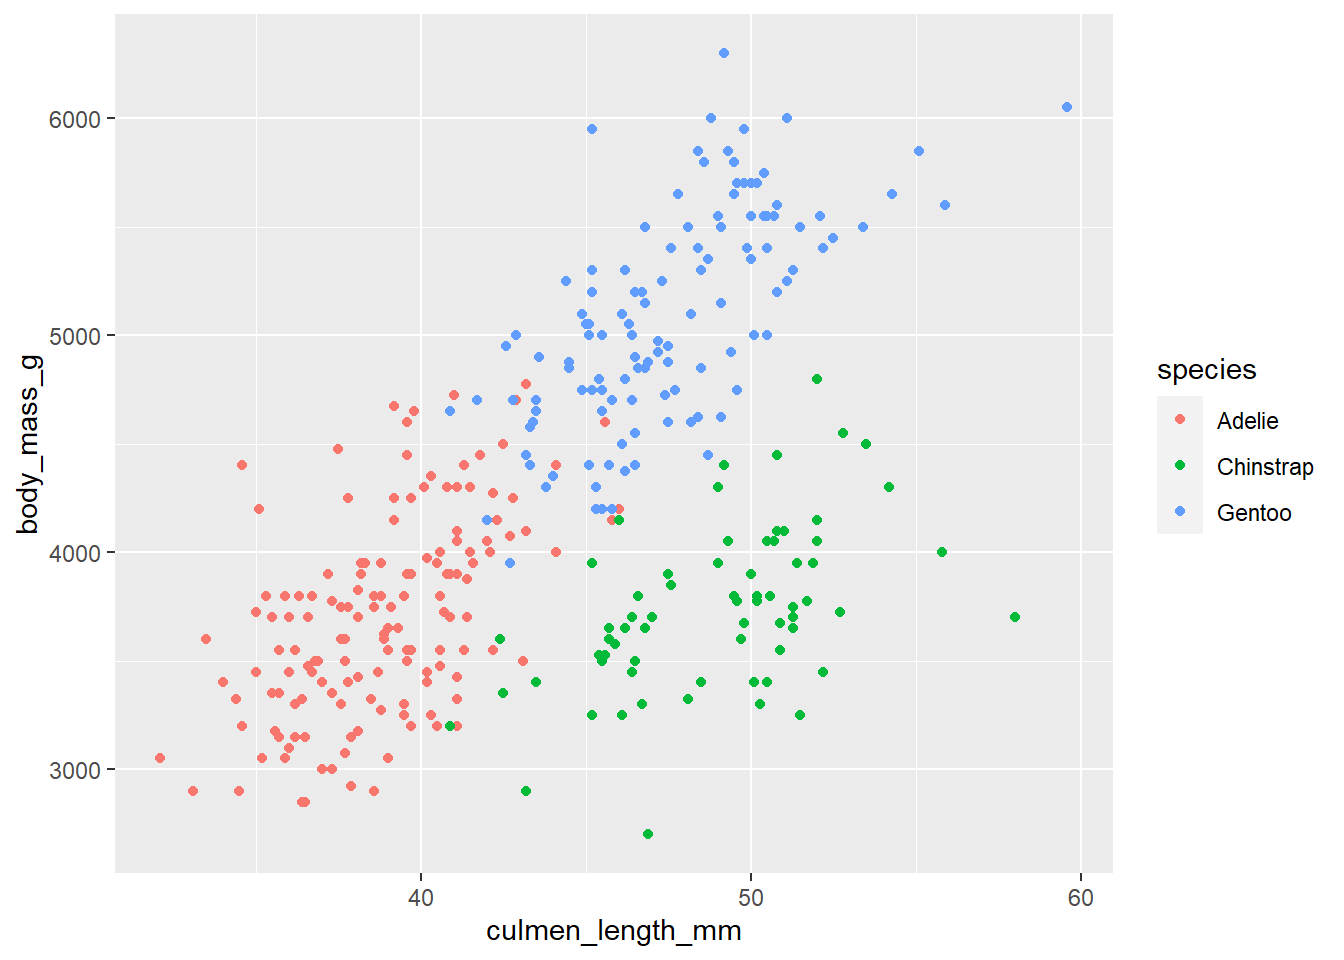 6000
5000
4000
3000
body_mass_g
40
50
60
culmen_length_mm
species
Adelie
Chinstrap
Gentoo